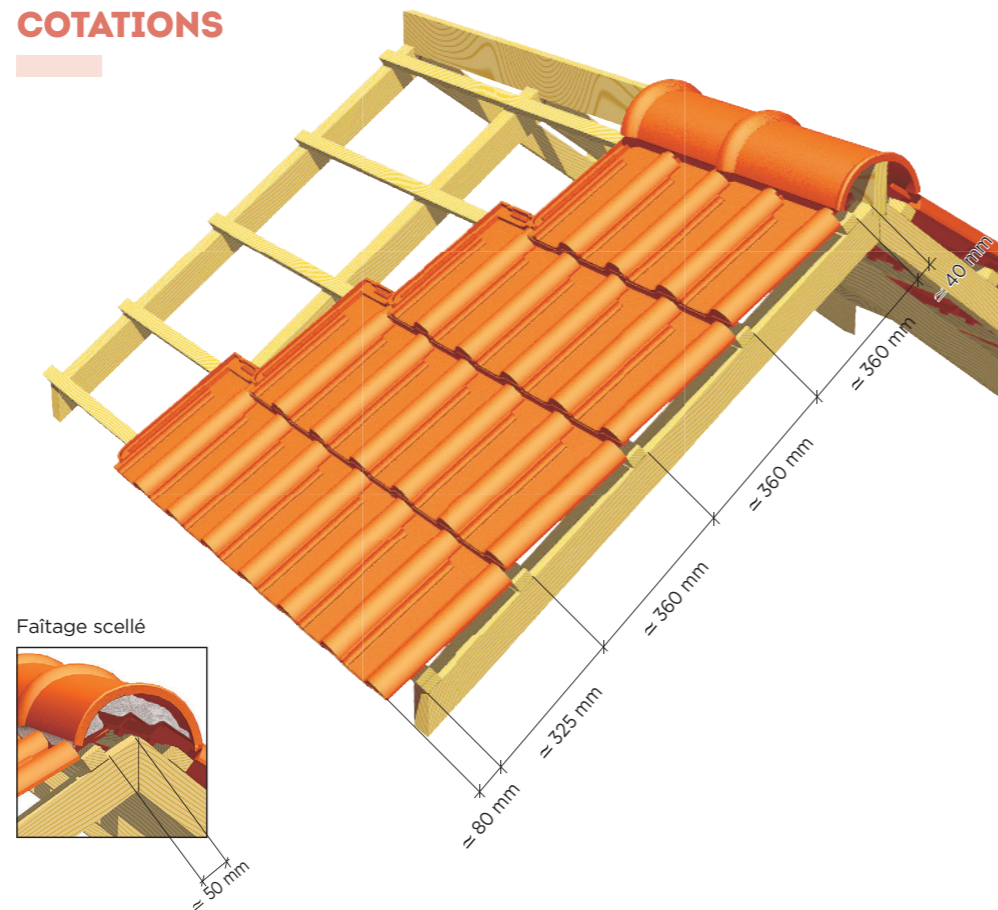 COTATIONS
≃ 40 mm
≃ 360 mm
≃ 360 mm
≃ 360 mm
≃ 325 mm
≃ 80 mm
Faîtage scellé
≃ 50 mm